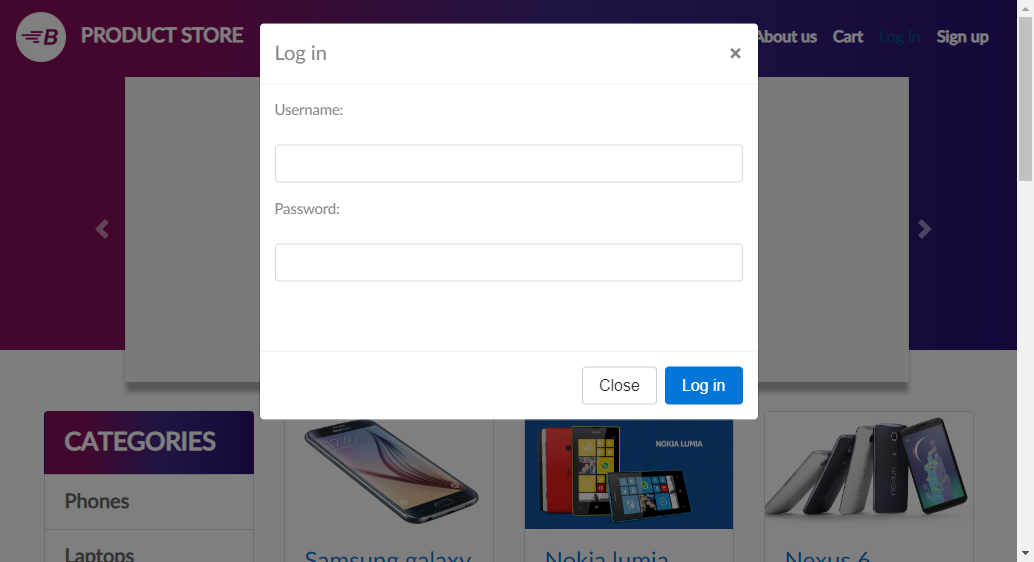 B PRODUCT STORE
About us Cart Log in Sign up
Log in ×
Username:
Password:
Close Log in
CATEGORIES
Phones
Laptops
NOKIA LUMIA
nexus
Samsung galaxy
Nokia lumia
Nexus 6